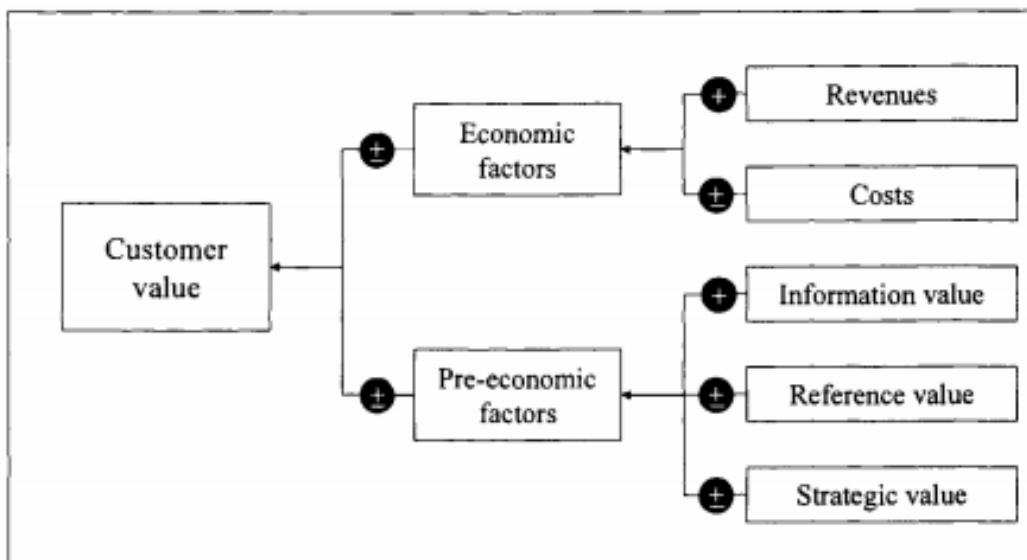 Customer
value
±
Economic
factors
±
Pre-economic
factors
+
Revenues
±
Costs
+
Information value
±
Reference value
±
Strategic value